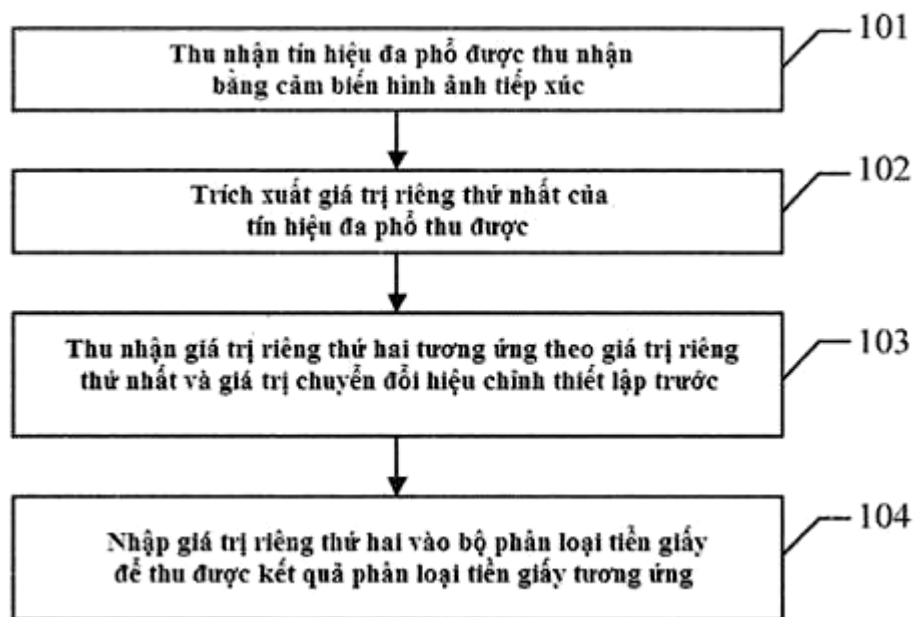 101
Thu nhận tín hiệu đa phổ được thu nhận
bằng cảm biến hình ảnh tiếp xúc
102
Trích xuất giá trị riêng thứ nhất của
tín hiệu đa phổ thu được
103
Thu nhận giá trị riêng thứ hai tương ứng theo giá trị riêng
thứ nhất và giá trị chuyển đổi hiệu chỉnh thiết lập trước
104
Nhập giá trị riêng thứ hai vào bộ phân loại tiền giấy
để thu được kết quả phân loại tiền giấy tương ứng